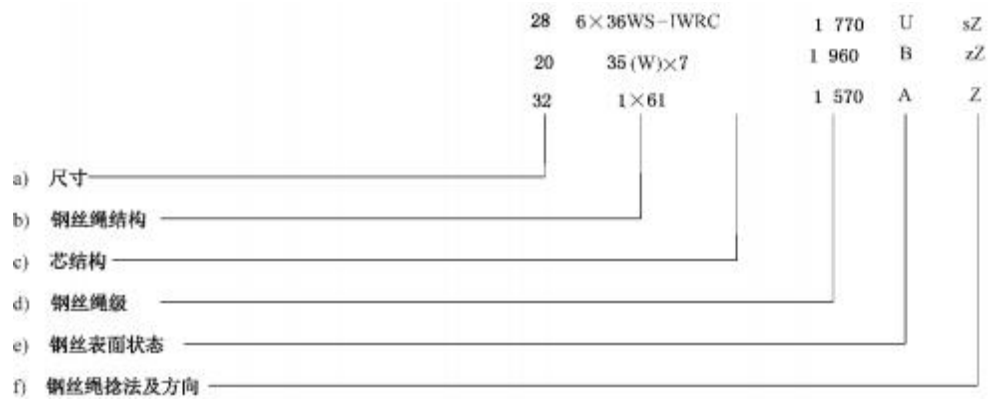 28 6×36WS-IWRC 1 770 U sZ
20 35(W)×7 1 960 B zZ
32 1×61 1 570 A Z
a) 尺寸
b) 钢丝绳结构
c) 芯结构
d) 钢丝绳级
e) 钢丝表面状态
f) 钢丝绳捻法及方向